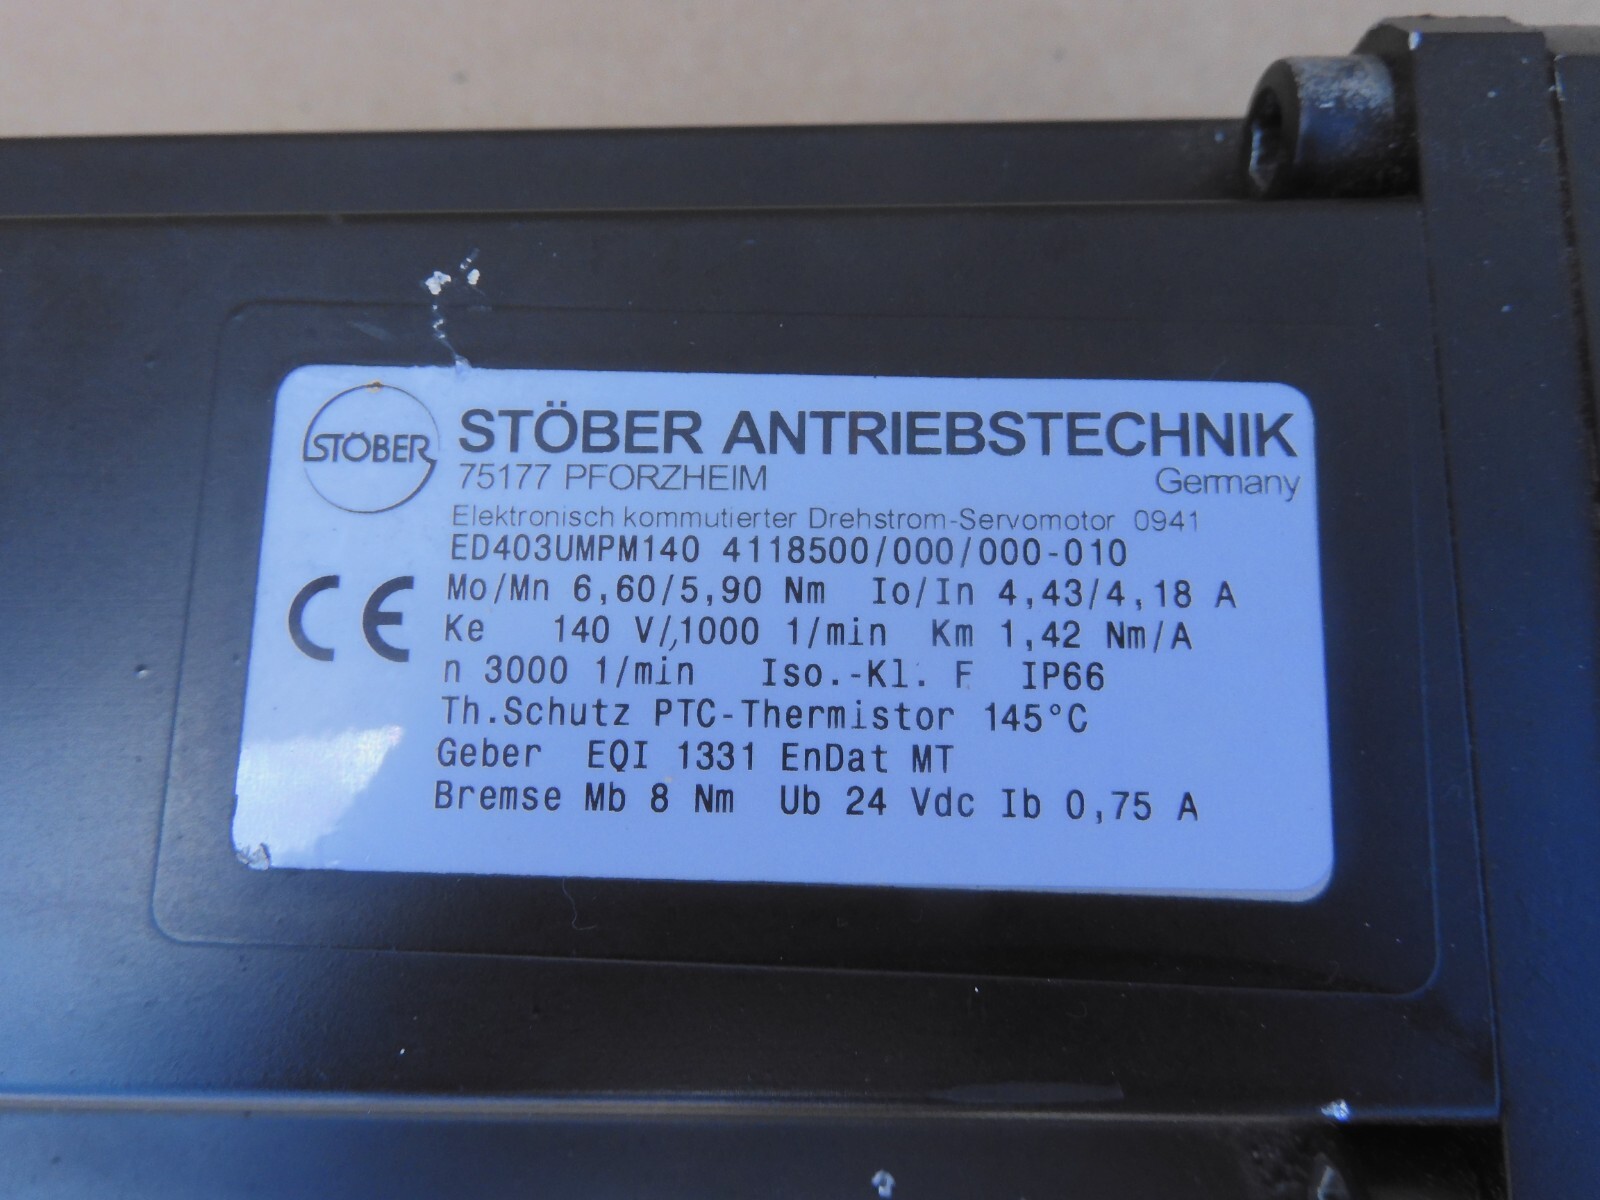 STÖBER
STÖBER ANTRIEBSTECHNIK
75177 PFORZHEIM Germany
Elektronisch kommutierter Drehstrom-Servomotor 0941
ED403UMPM140 4118500/000/000-010
CE
Mo/Mn 6,60/5,90 Nm Io/In 4,43/4,18 A
Ke 140 V/,1000 1/min Km 1,42 Nm/A
n 3000 1/min Iso.-Kl. F IP66
Th.Schutz PTC-Thermistor 145°C
Geber EQI 1331 EnDat MT
Bremse Mb 8 Nm Ub 24 Vdc Ib 0,75 A